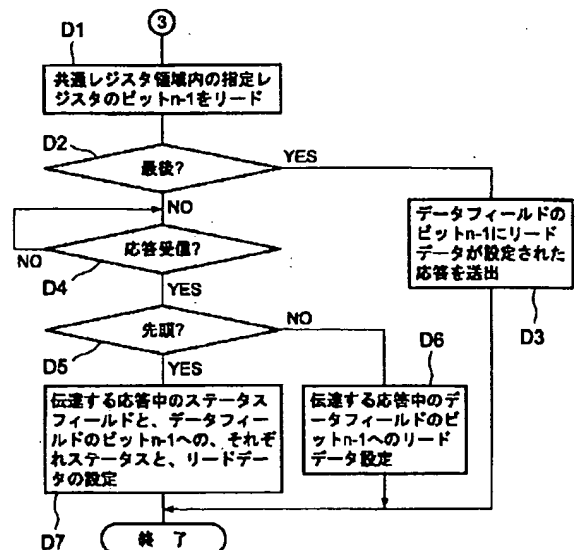 ③
D1
共通レジスタ領域内の指定レ
ジスタのビットn-1をリード
D2
最後?
YES
NO
データフィールドの
ビットn-1にリード
データが設定された
応答を送出
D3
応答受信?
NO
D4
YES
先頭?
NO
D5
YES
D6
伝達する応答中のステータス
フィールドと、データフィー
ルドのビットn-1への、それぞ
れステータスと、リードデー
タの設定
D7
伝達する応答中のデ
ータフィールドのビ
ットn-1へのリード
データ設定
終 了